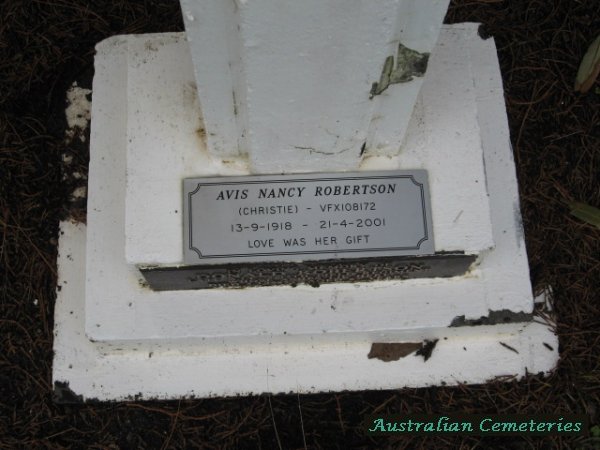 AVIS NANCY ROBERTSON
(CHRISTIE) - VFX108172
13-9-1918 - 21-4-2001
LOVE WAS HER GIFT
Australian Cemeteries